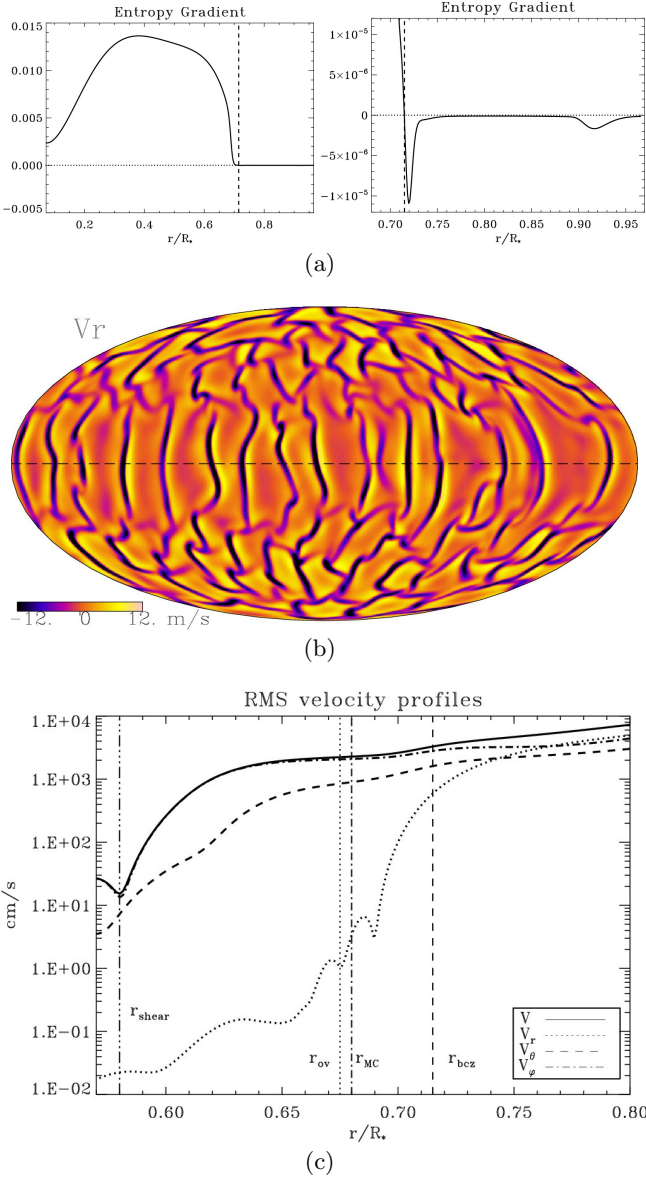 Entropy Gradient
Entropy Gradient
0.015
0.010
0.005
0.000
−0.005
0.2 0.4 0.6 0.8
r/R*
1×10⁻⁵
5×10⁻⁶
0
−5×10⁻⁶
−1×10⁻⁵
0.70 0.75 0.80 0.85 0.90 0.95
r/R*
(a)
Vr
−12. 0 12. m/s
(b)
RMS velocity profiles
1.E+04
1.E+03
1.E+02
1.E+01
1.E+00
1.E−01
1.E−02
cm/s
r_shear
r_ov
r_MC
r_bcz
V
V_r
V_θ
V_φ
0.60 0.65 0.70 0.75 0.80
r/R*
(c)